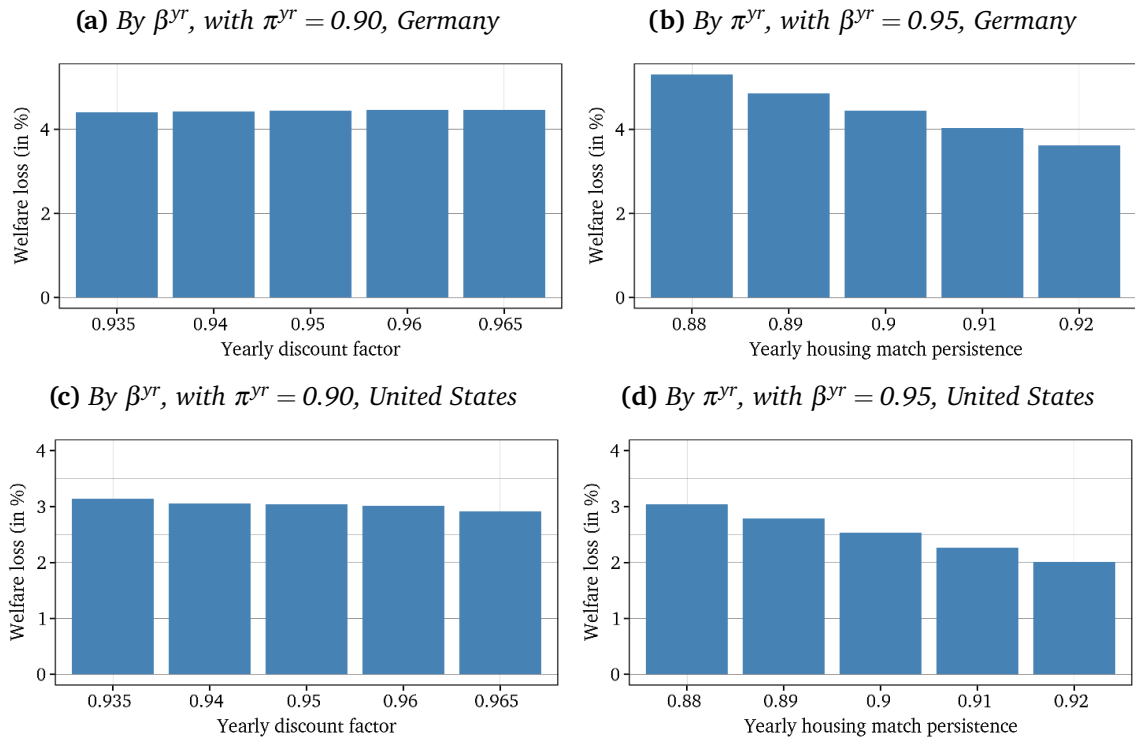 (a) By β^yr, with π^yr = 0.90, Germany
Welfare loss (in %)
4
2
0
0.935 0.94 0.95 0.96 0.965
Yearly discount factor
(b) By π^yr, with β^yr = 0.95, Germany
Welfare loss (in %)
4
2
0
0.88 0.89 0.9 0.91 0.92
Yearly housing match persistence
(c) By β^yr, with π^yr = 0.90, United States
Welfare loss (in %)
4
3
2
1
0
0.935 0.94 0.95 0.96 0.965
Yearly discount factor
(d) By π^yr, with β^yr = 0.95, United States
Welfare loss (in %)
4
3
2
1
0
0.88 0.89 0.9 0.91 0.92
Yearly housing match persistence